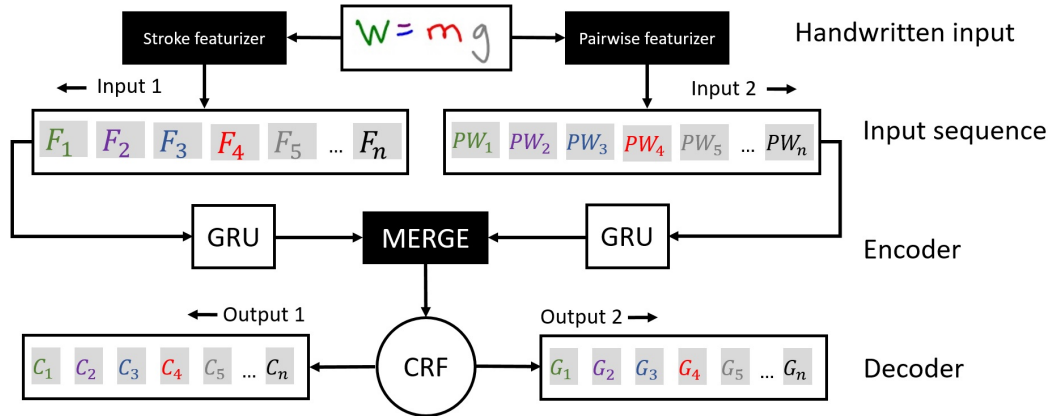 Stroke featurizer
W = m g
Pairwise featurizer
Handwritten input
Input 1
Input 2
F1 F2 F3 F4 F5 ... Fn
PW1 PW2 PW3 PW4 PW5 ... PWn
Input sequence
GRU
MERGE
GRU
Encoder
Output 1
Output 2
C1 C2 C3 C4 C5 ... Cn
CRF
G1 G2 G3 G4 G5 ... Gn
Decoder